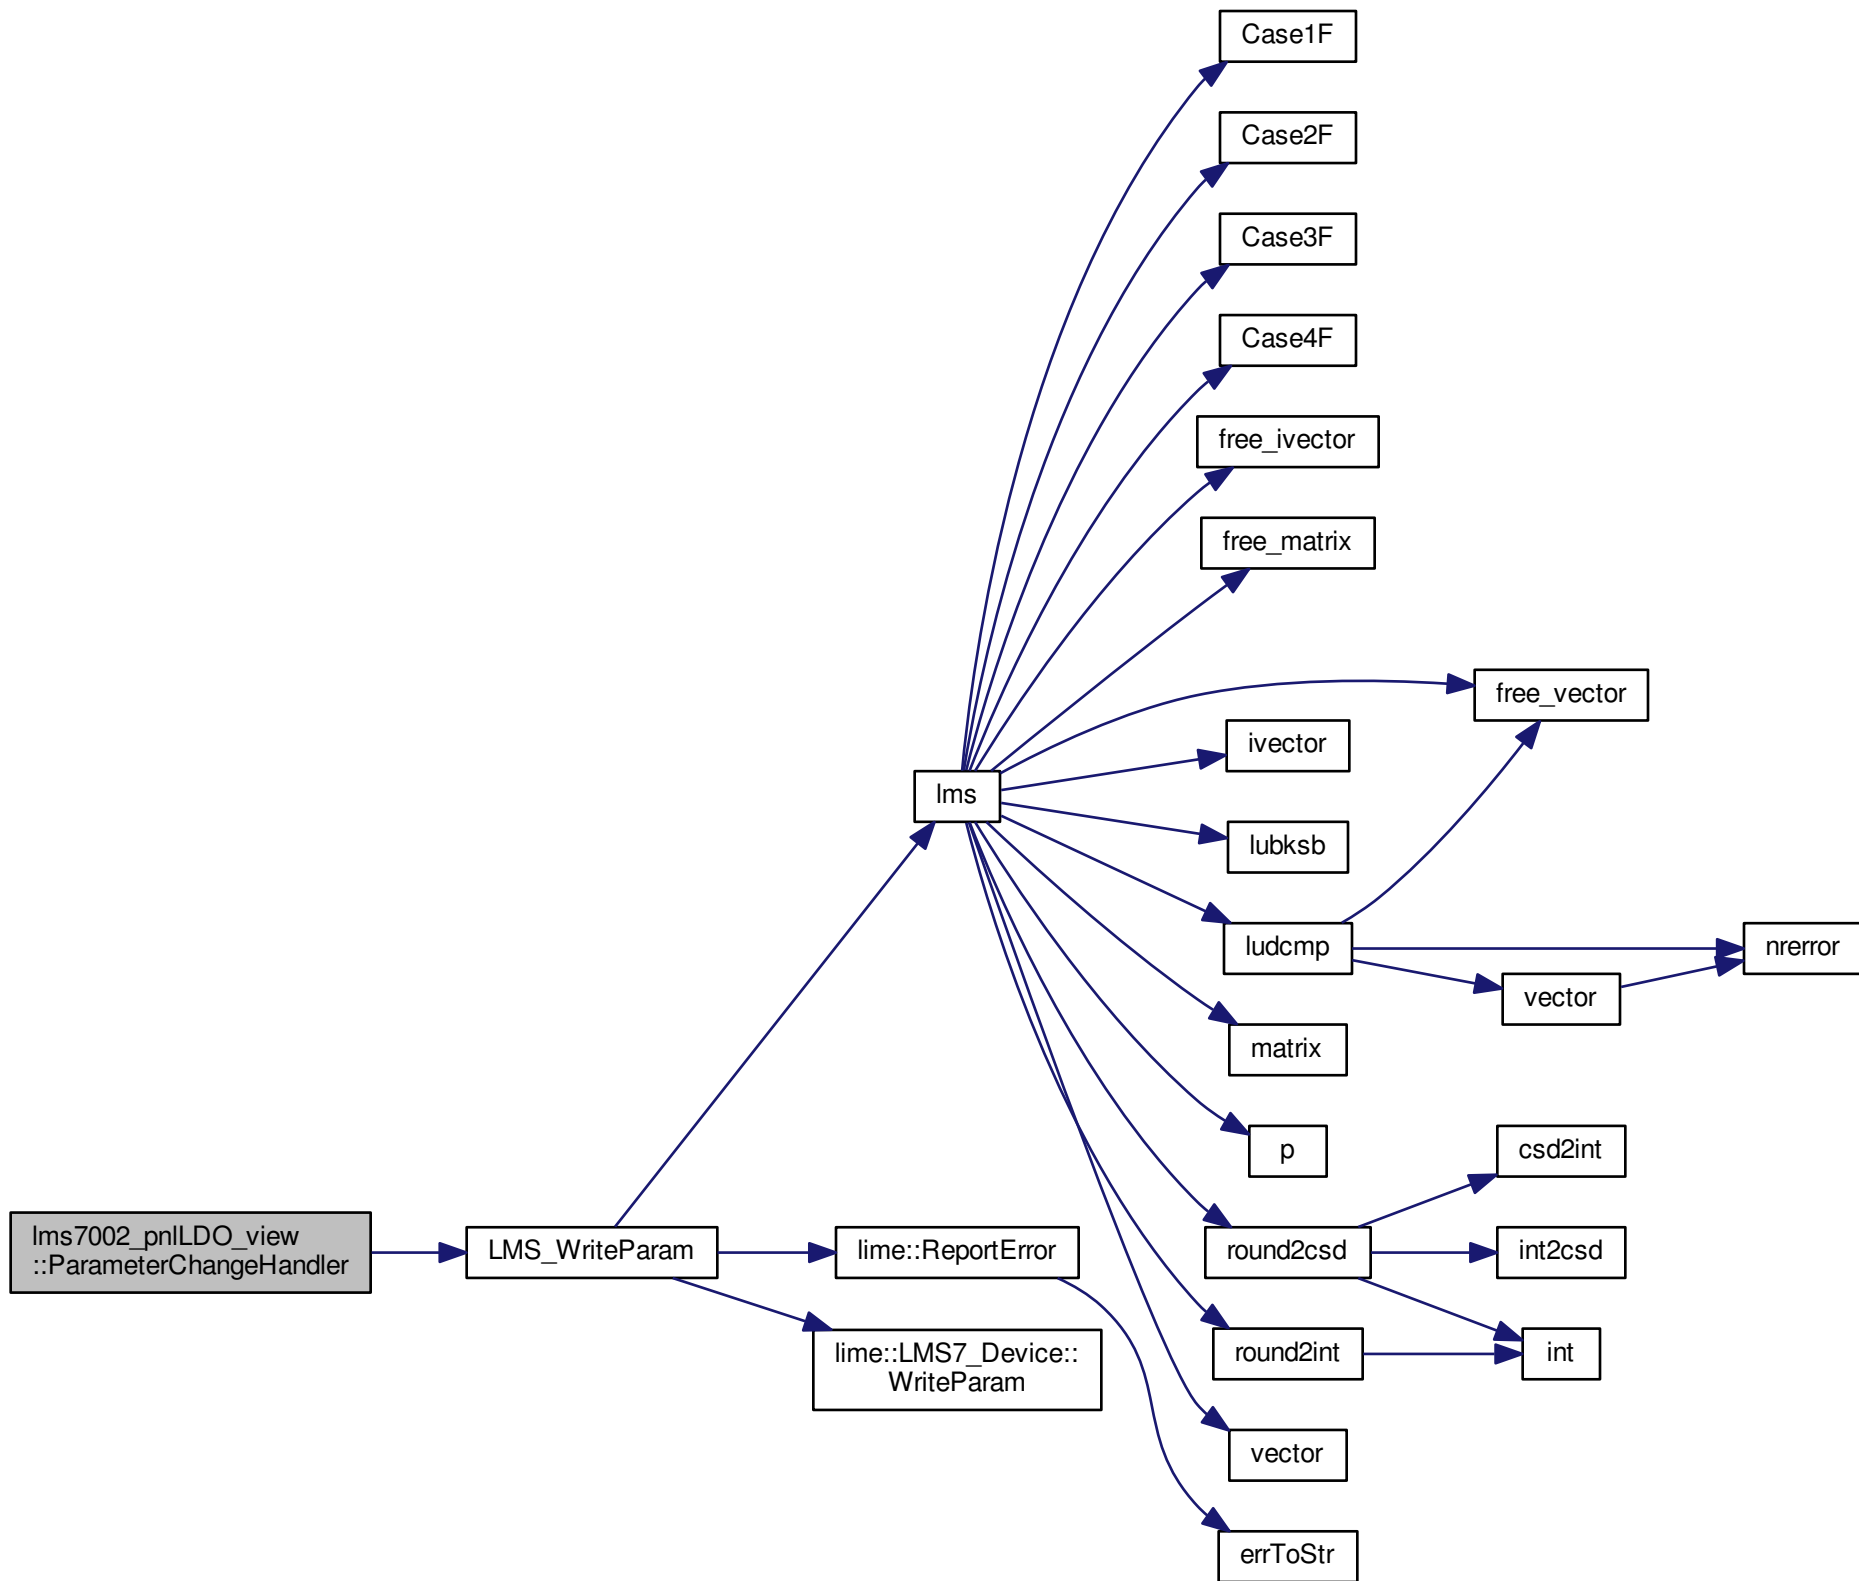 Case1F
Case2F
Case3F
Case4F
free_ivector
free_matrix
free_vector
ivector
lms
lubksb
ludcmp
nrerror
vector
matrix
p
csd2int
lms7002_pnlLDO_view
::ParameterChangeHandler
LMS_WriteParam
lime::ReportError
round2csd
int2csd
lime::LMS7_Device::
WriteParam
round2int
int
vector
errToStr